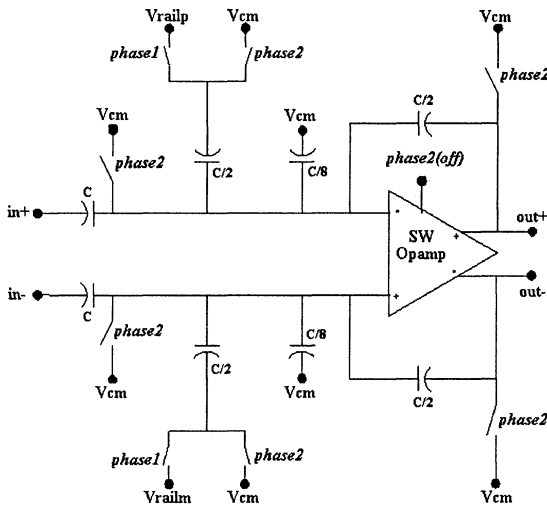 Vrailp Vcm Vcm
phase1 phase2 phase2
Vcm Vcm C/2
phase2 phase2(off)
C/2 C/8
in+ C - SW + out+
Opamp
in- C + - out-
phase2 C/2 C/8
Vcm Vcm C/2
phase2
phase1 phase2
Vrailm Vcm Vcm